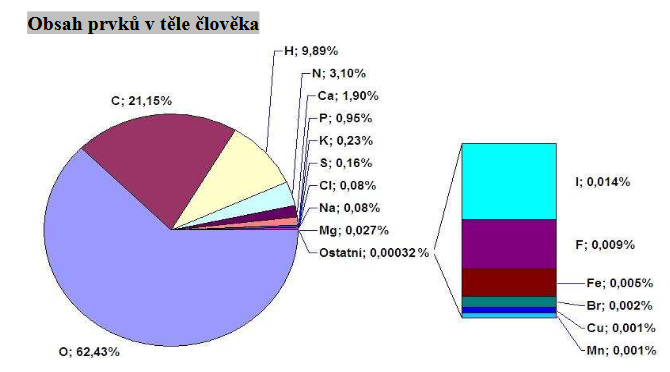 Obsah prvků v těle člověka
H; 9,89%
N; 3,10%
Ca; 1,90%
P; 0,95%
K; 0,23%
S; 0,16%
Cl; 0,08%
Na; 0,08%
Mg; 0,027%
Ostatní; 0,00032%
C; 21,15%
O; 62,43%
I; 0,014%
F; 0,009%
Fe; 0,005%
Br; 0,002%
Cu; 0,001%
Mn; 0,001%